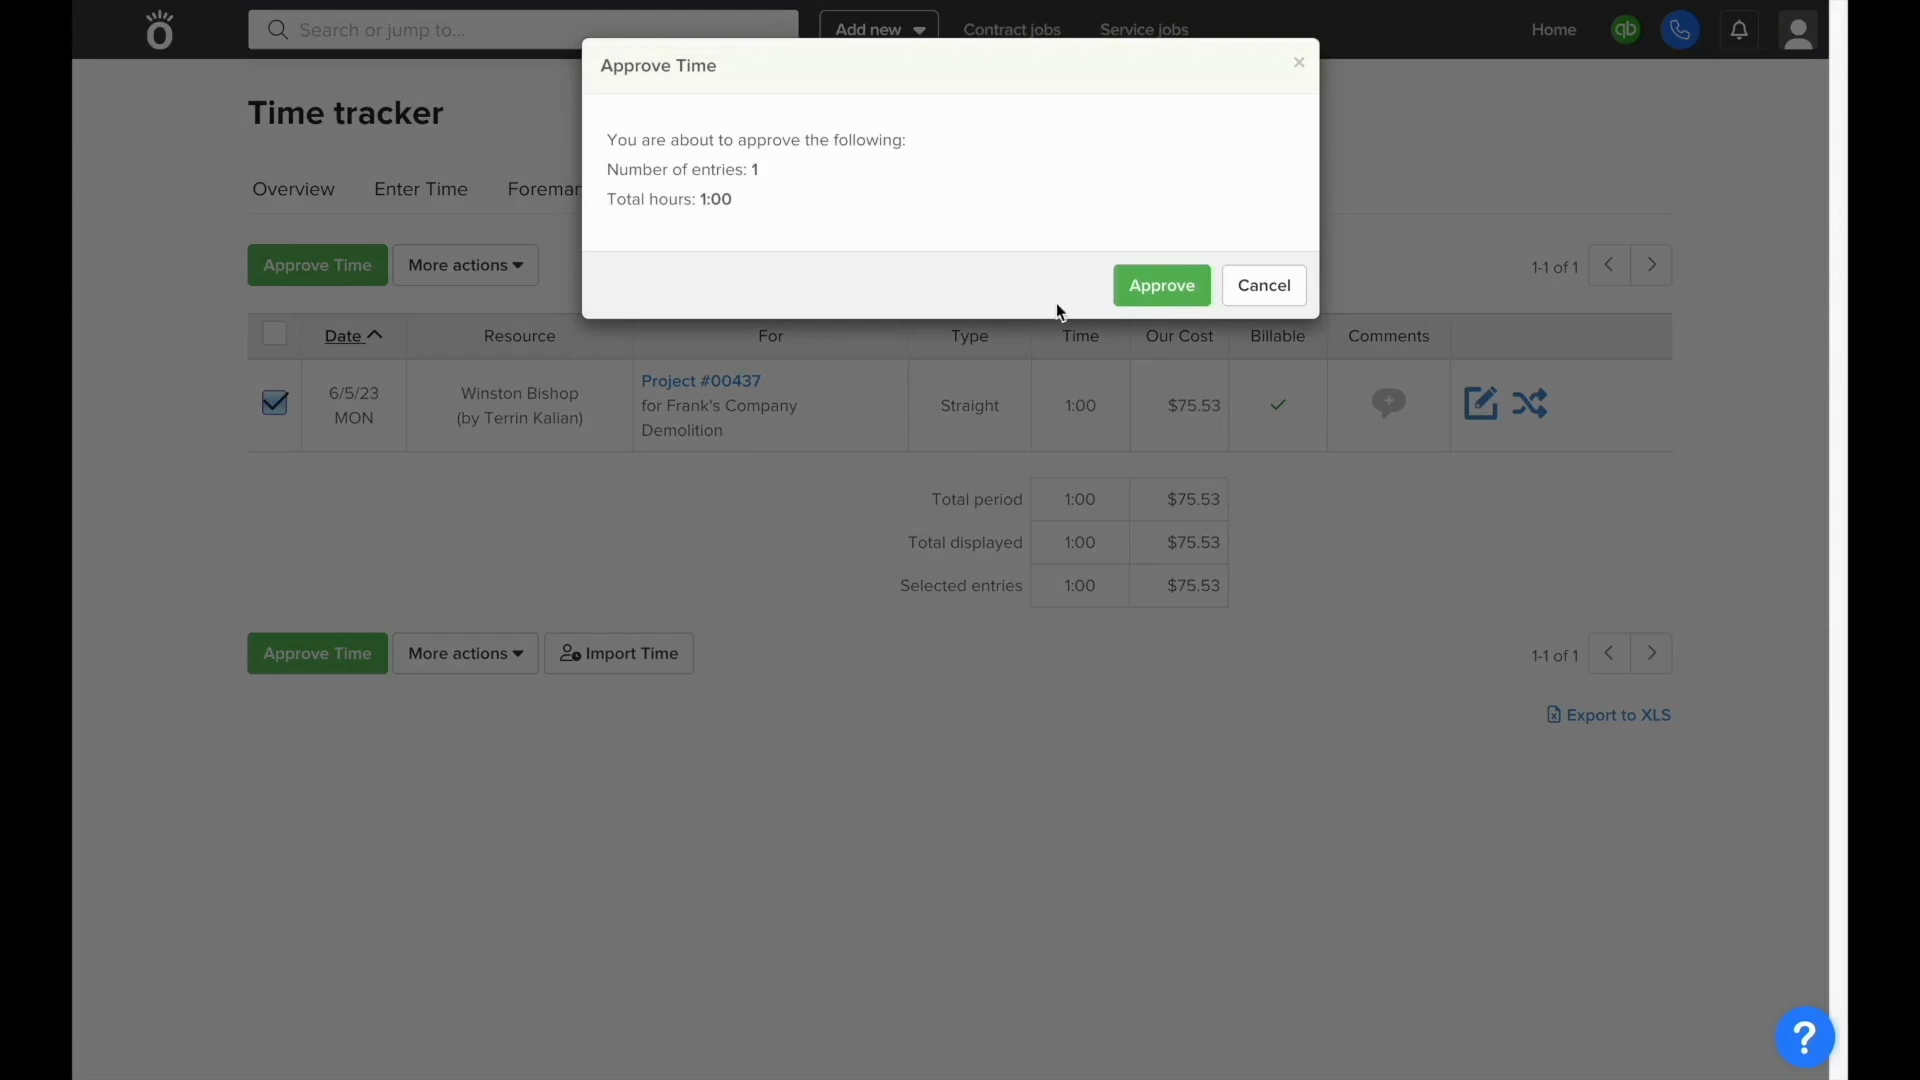 Search or jump to...
Add new
Contract jobs
Service jobs
Home
qb
Approve Time
×
You are about to approve the following:
Number of entries: 1
Total hours: 1:00
Approve
Cancel
Time tracker
Overview
Enter Time
Foreman
Approve Time
More actions
1-1 of 1
Date
Resource
For
Type
Time
Our Cost
Billable
Comments
6/5/23
MON
Winston Bishop
(by Terrin Kalian)
Project #00437
for Frank's Company
Demolition
Straight
1:00
$75.53
Total period
1:00
$75.53
Total displayed
1:00
$75.53
Selected entries
1:00
$75.53
Approve Time
More actions
Import Time
1-1 of 1
Export to XLS
?